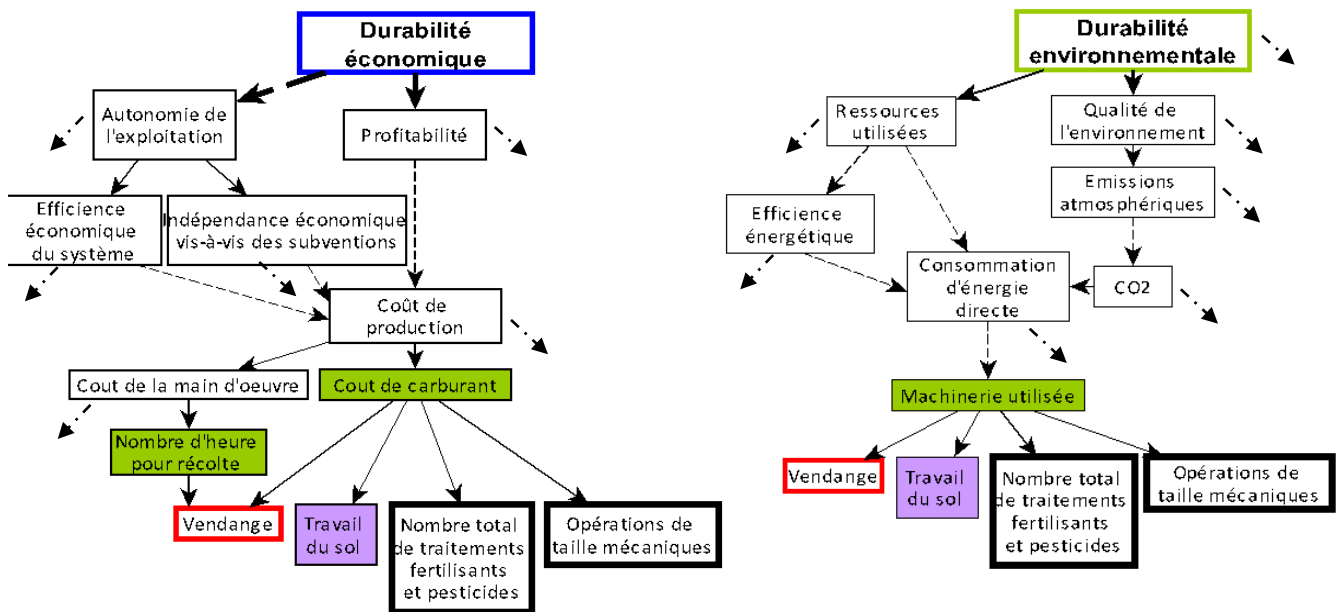 Durabilité
économique
Autonomie de
l'exploitation
Profitabilité
Efficience
économique
du système
Indépendance économique
vis-à-vis des subventions
Coût de
production
Cout de la main d'oeuvre
Cout de carburant
Nombre d'heure
pour récolte
Vendange
Travail
du sol
Nombre total
de traitements
fertilisants
et pesticides
Opérations de
taille mécaniques
Durabilité
environnementale
Ressources
utilisées
Qualité de
l'environnement
Emissions
atmosphériques
Efficience
énergétique
Consommation
d'énergie
directe
CO2
Machinerie utilisée
Vendange
Travail
du sol
Nombre total
de traitements
fertilisants
et pesticides
Opérations de
taille mécaniques